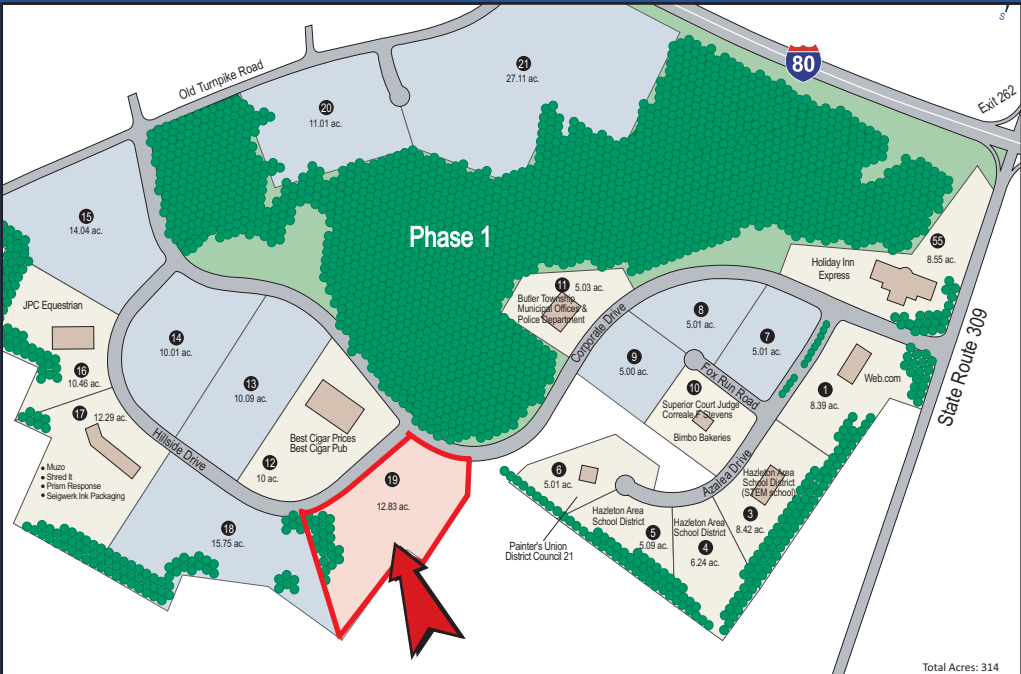 S
80
Exit 262
Old Turnpike Road
21
27.11 ac.
20
11.01 ac.
15
14.04 ac.
Phase 1
55
8.55 ac.
Holiday Inn
Express
11 5.03 ac.
Butler Township
Municipal Offices &
Police Department
Corporate Drive
8
5.01 ac.
7
5.01 ac.
9
5.00 ac.
Fox Run Road
10
Superior Court Judge
Correale F Stevens
Bimbo Bakeries
1
8.39 ac.
Web.com
State Route 309
JPC Equestrian
16
10.46 ac.
14
10.01 ac.
13
10.09 ac.
17 12.29 ac.
• Muzo
• Shred It
• Prism Response
• Seigwerk Ink Packaging
Hillside Drive
Best Cigar Prices
Best Cigar Pub
12
10 ac.
19
12.83 ac.
18
15.75 ac.
6
5.01 ac.
Painter's Union
District Council 21
Azalea Drive
Hazleton Area
School District
5
5.09 ac.
Hazleton Area
School District
4
6.24 ac.
Hazleton Area
School District
(STEM school)
3
8.42 ac.
Total Acres: 314